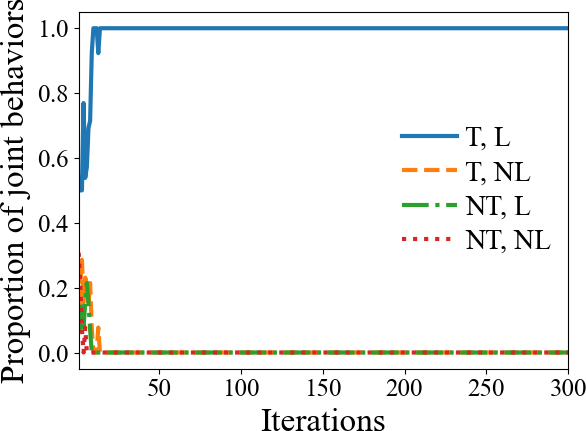 Proportion of joint behaviors
1.0
0.8
0.6
0.4
0.2
0.0
T, L
T, NL
NT, L
NT, NL
50 100 150 200 250 300
Iterations